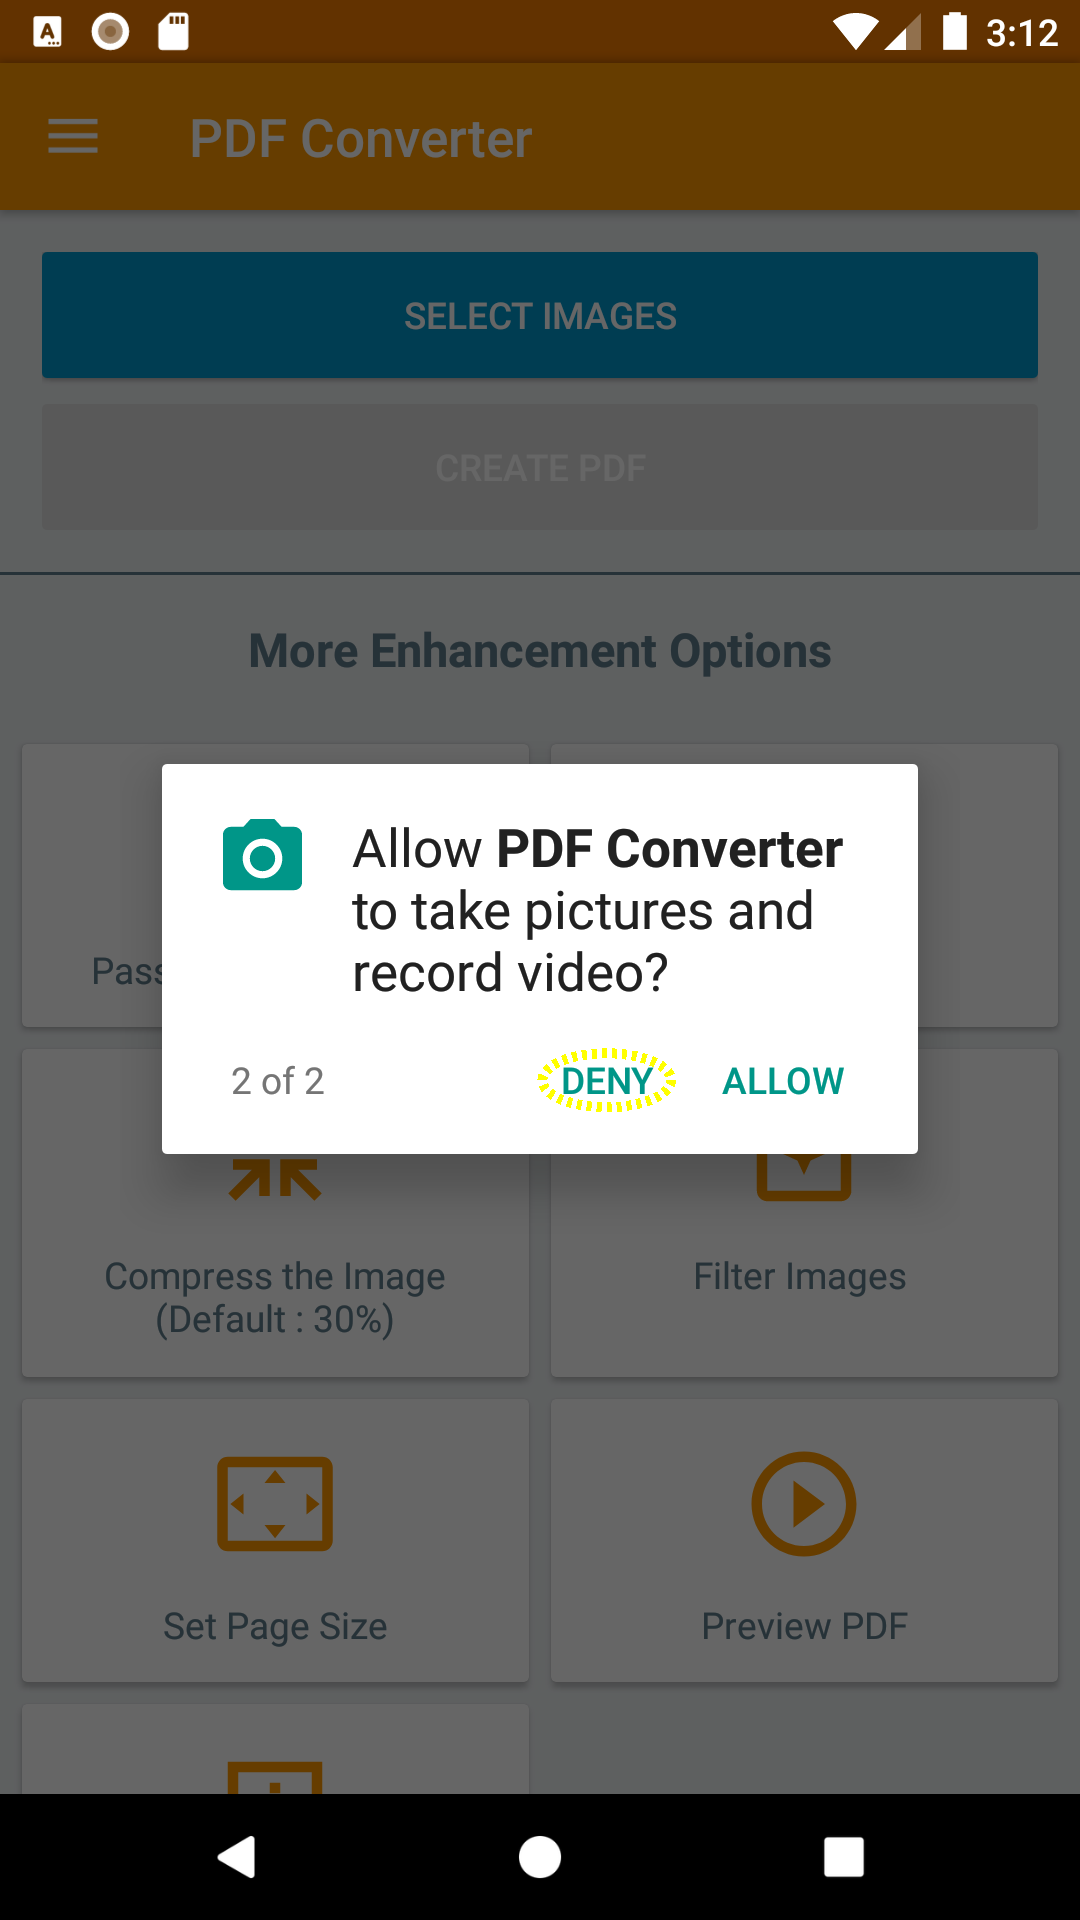 3:12
PDF Converter
SELECT IMAGES
CREATE PDF
More Enhancement Options
Allow PDF Converter
to take pictures and
record video?
2 of 2 DENY ALLOW
Compress the Image
(Default : 30%)
Filter Images
Set Page Size
Preview PDF